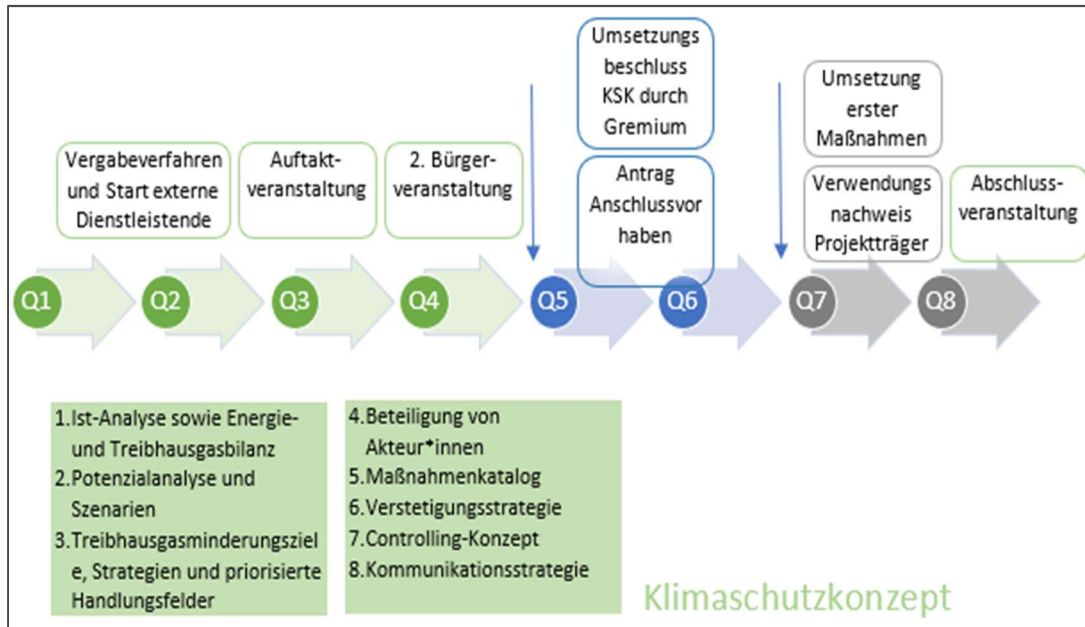 Vergabeverfahren
und Start externe
Dienstleistende
Auftakt-
veranstaltung
2. Bürger-
veranstaltung
Umsetzungs
beschluss
KSK durch
Gremium
Antrag
Anschlussvor
haben
Umsetzung
erster
Maßnahmen
Verwendungs
nachweis
Projektträger
Abschluss-
veranstaltung
Q1
Q2
Q3
Q4
Q5
Q6
Q7
Q8
1.Ist-Analyse sowie Energie-
und Treibhausgasbilanz
2.Potenzialanalyse und
Szenarien
3.Treibhausgasminderungsziel
e, Strategien und priorisierte
Handlungsfelder
4.Beteiligung von
Akteur*innen
5.Maßnahmenkatalog
6.Verstetigungsstrategie
7.Controlling-Konzept
8.Kommunikationsstrategie
Klimaschutzkonzept